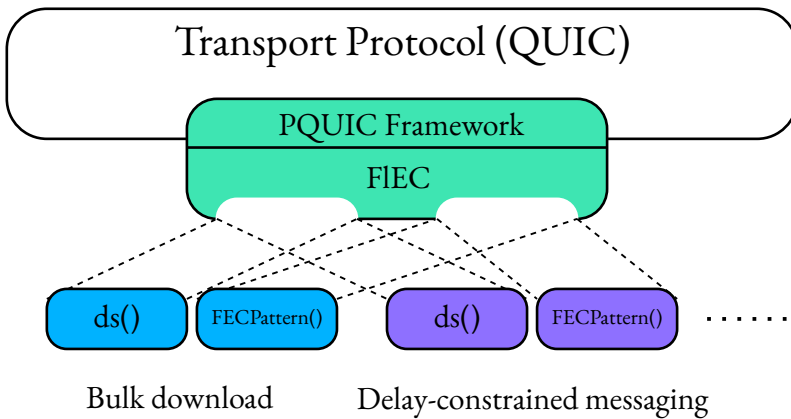 Transport Protocol (QUIC)
PQUIC Framework
FlEC
ds() FECPattern() ds() FECPattern() ......
Bulk download Delay-constrained messaging